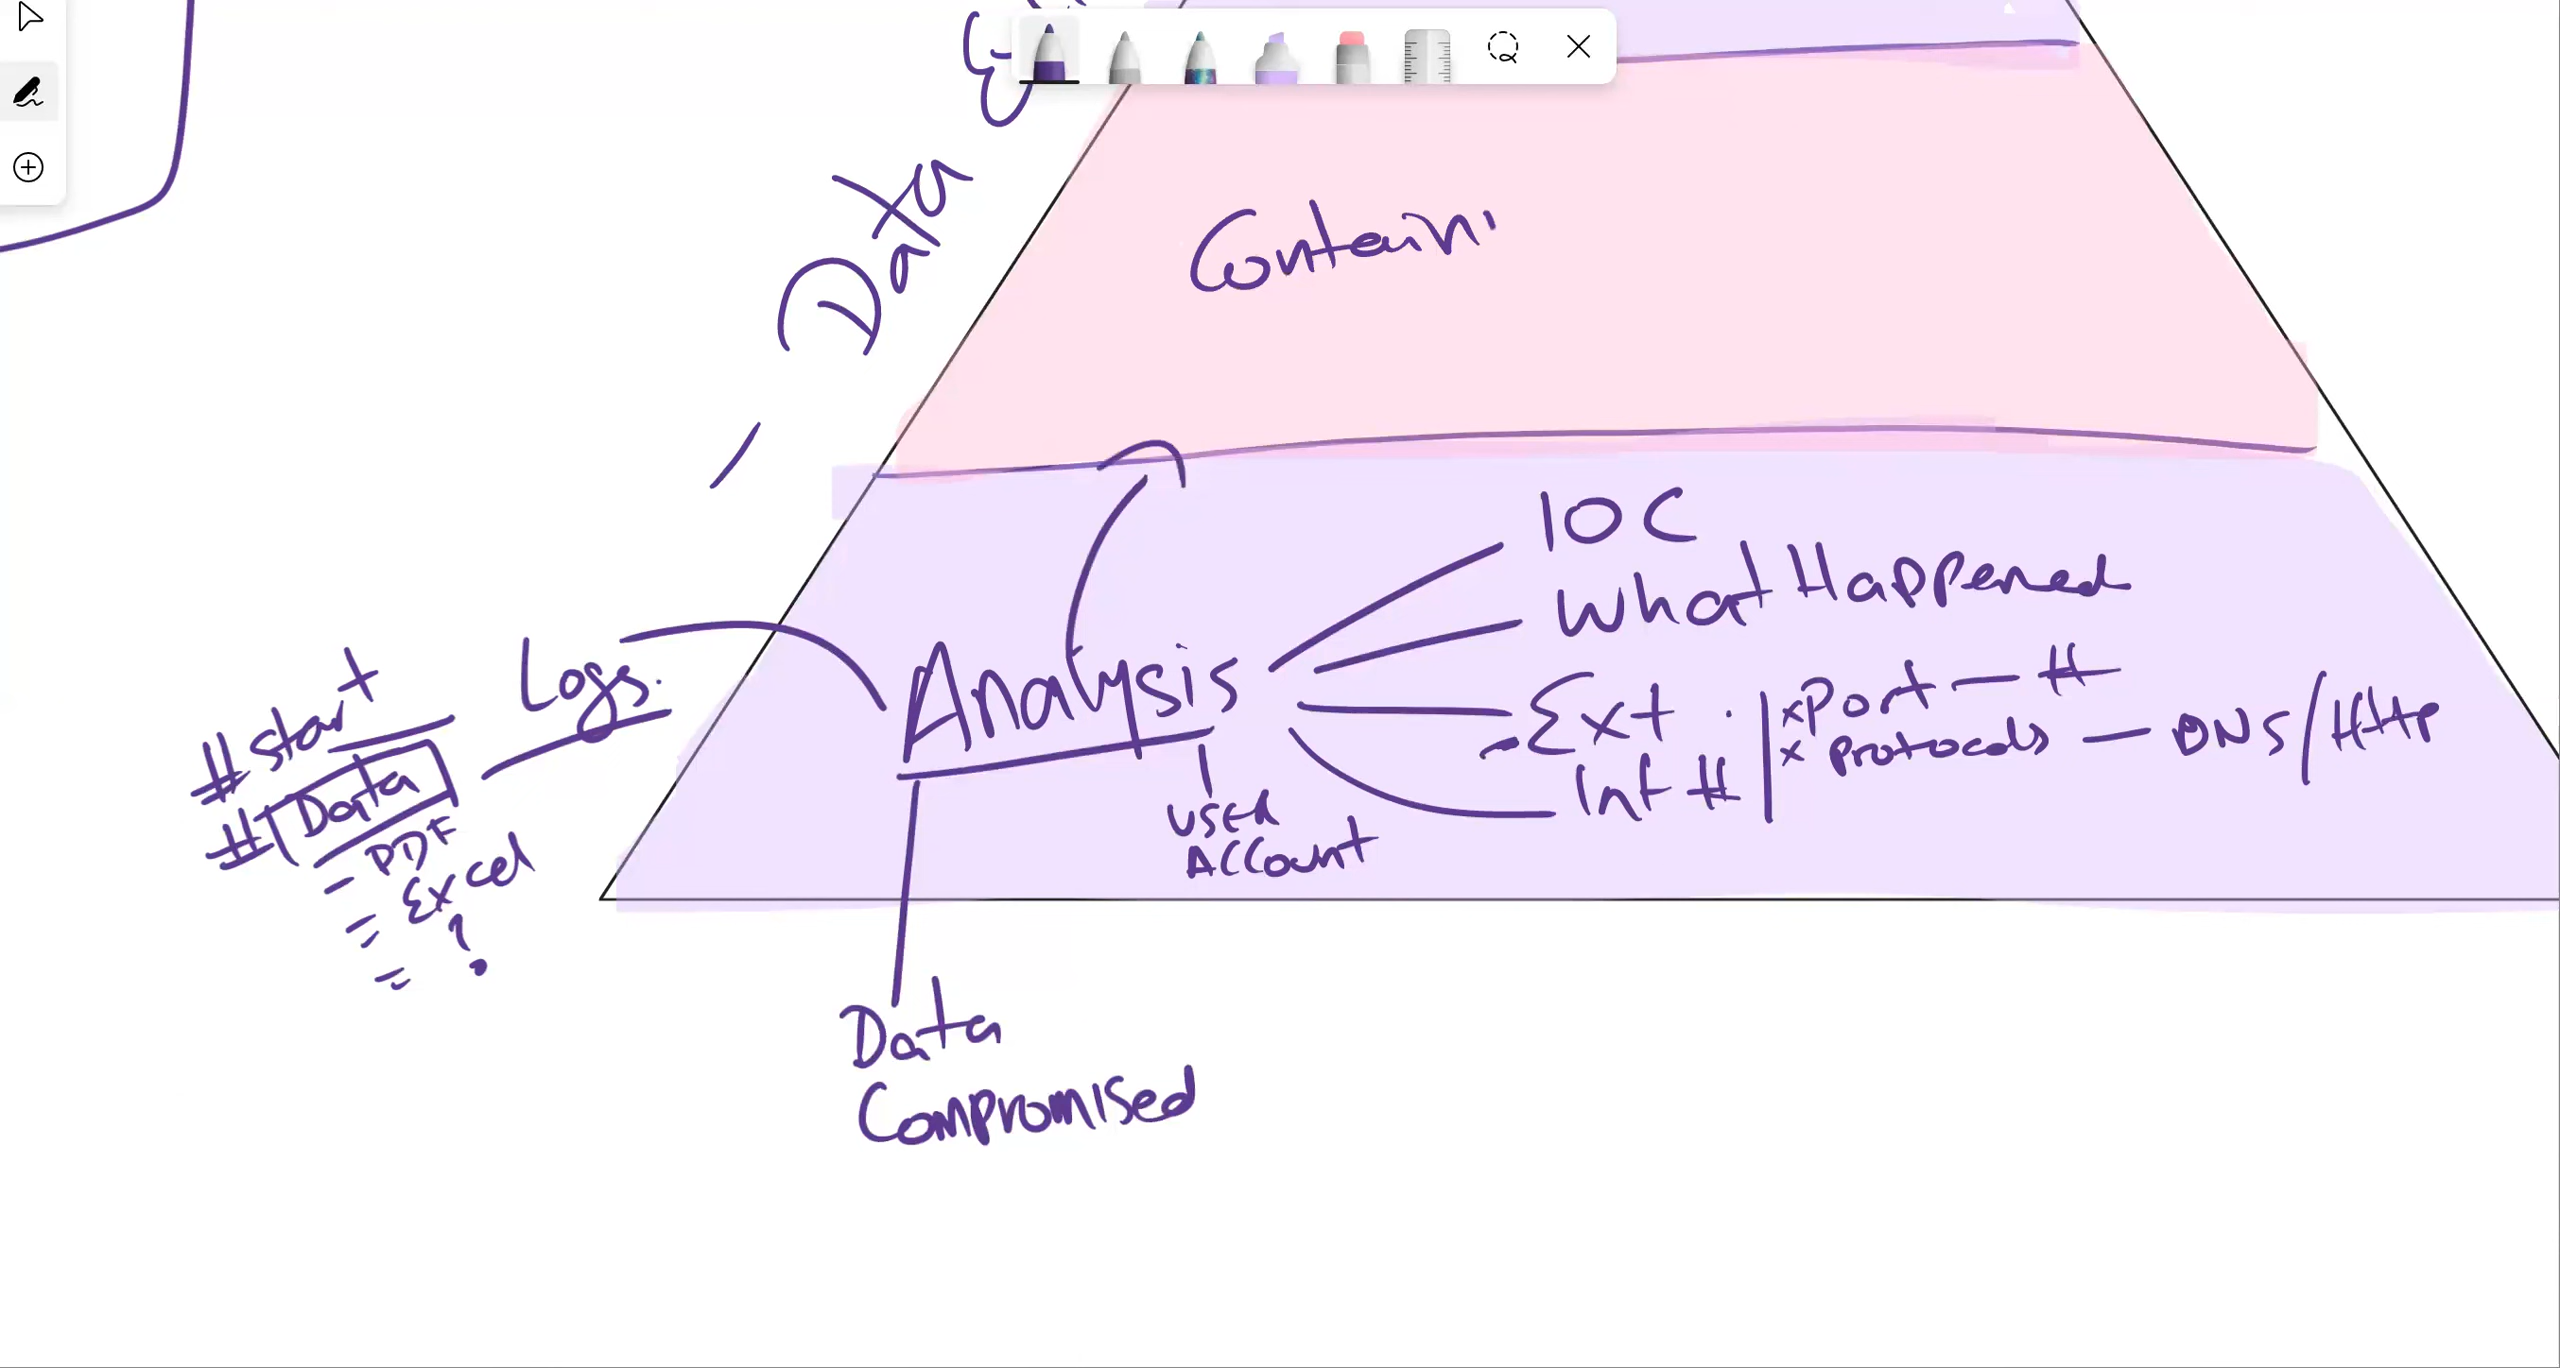 Data
Contain
IOC
What Happened
Logs.
Analysis
Ext . xPort — #
x Protocols — DNS/Http
Int #
#start
#Data
- PDF
= Excel
= ?
USER
Account
Data
Compromised